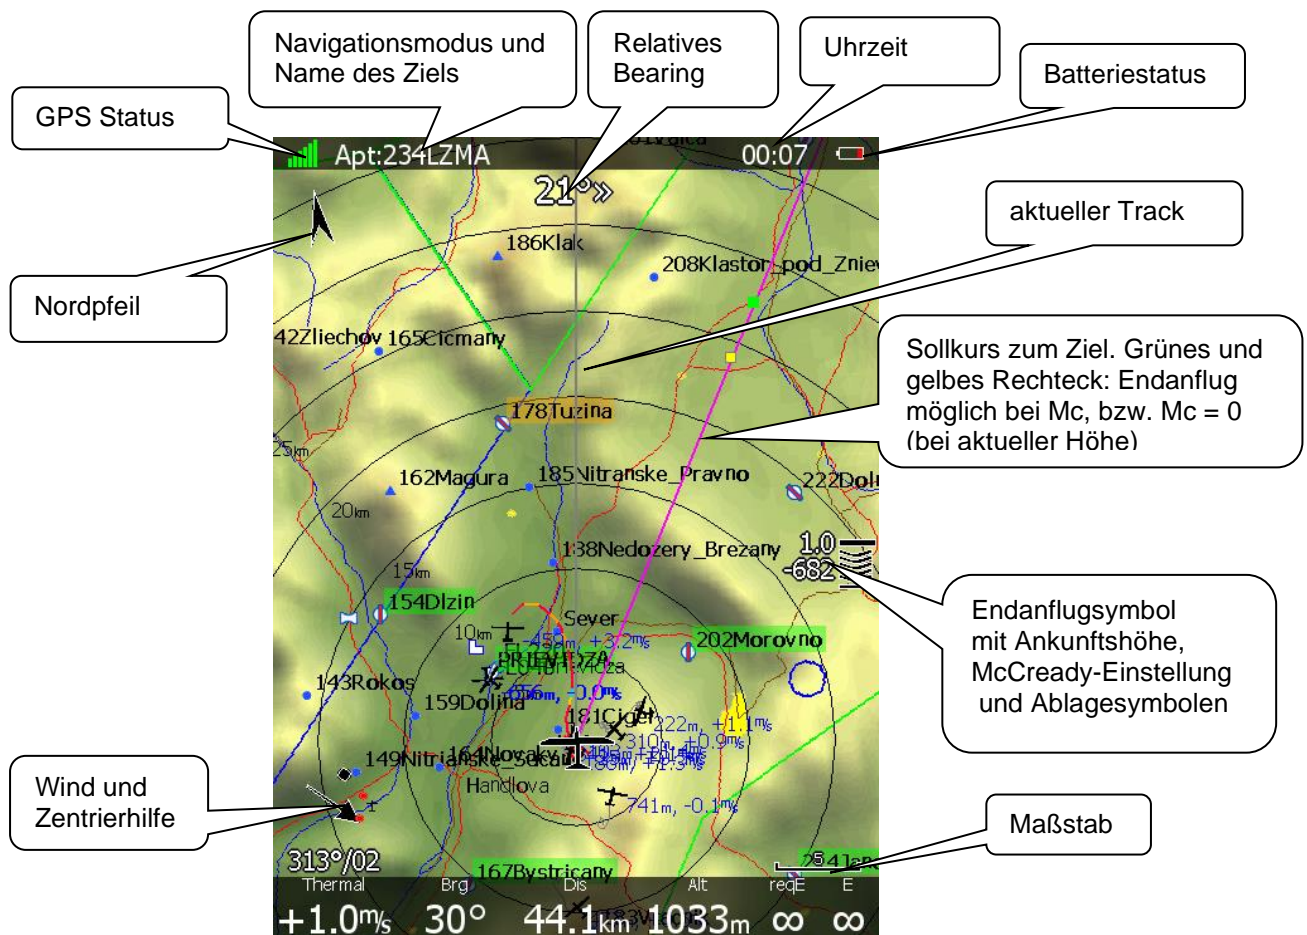 Navigationsmodus und
Name des Ziels
Relatives
Bearing
Uhrzeit
Batteriestatus
GPS Status
Apt:234LZMA
00:07
21°»
aktueller Track
186Klak
208Klastor_pod_Zniev
Nordpfeil
42Zliechov
165Cicmany
Sollkurs zum Ziel. Grünes und
gelbes Rechteck: Endanflug
möglich bei Mc, bzw. Mc = 0
(bei aktueller Höhe)
178Tuzina
25km
162Magura
185Nitranske_Pravno
20km
138Nedozery_Brezany
1.0
-682
15km
154Dlzin
Endanflugsymbol
mit Ankunftshöhe,
McCready-Einstellung
und Ablagesymbolen
Sever
10km
202Morovno
143Rokos
159Dolina
181Cigel
222m, +1.1m/s
310m, +0.9m/s
164Novaky
Handlova
741m, -0.1m/s
Wind und
Zentrierhilfe
Maßstab
313°/02
5
167Bystricany
Thermal
Brg
Dis
Alt
reqE
E
+1.0m/s
30°
44.1km
1033m
∞
∞